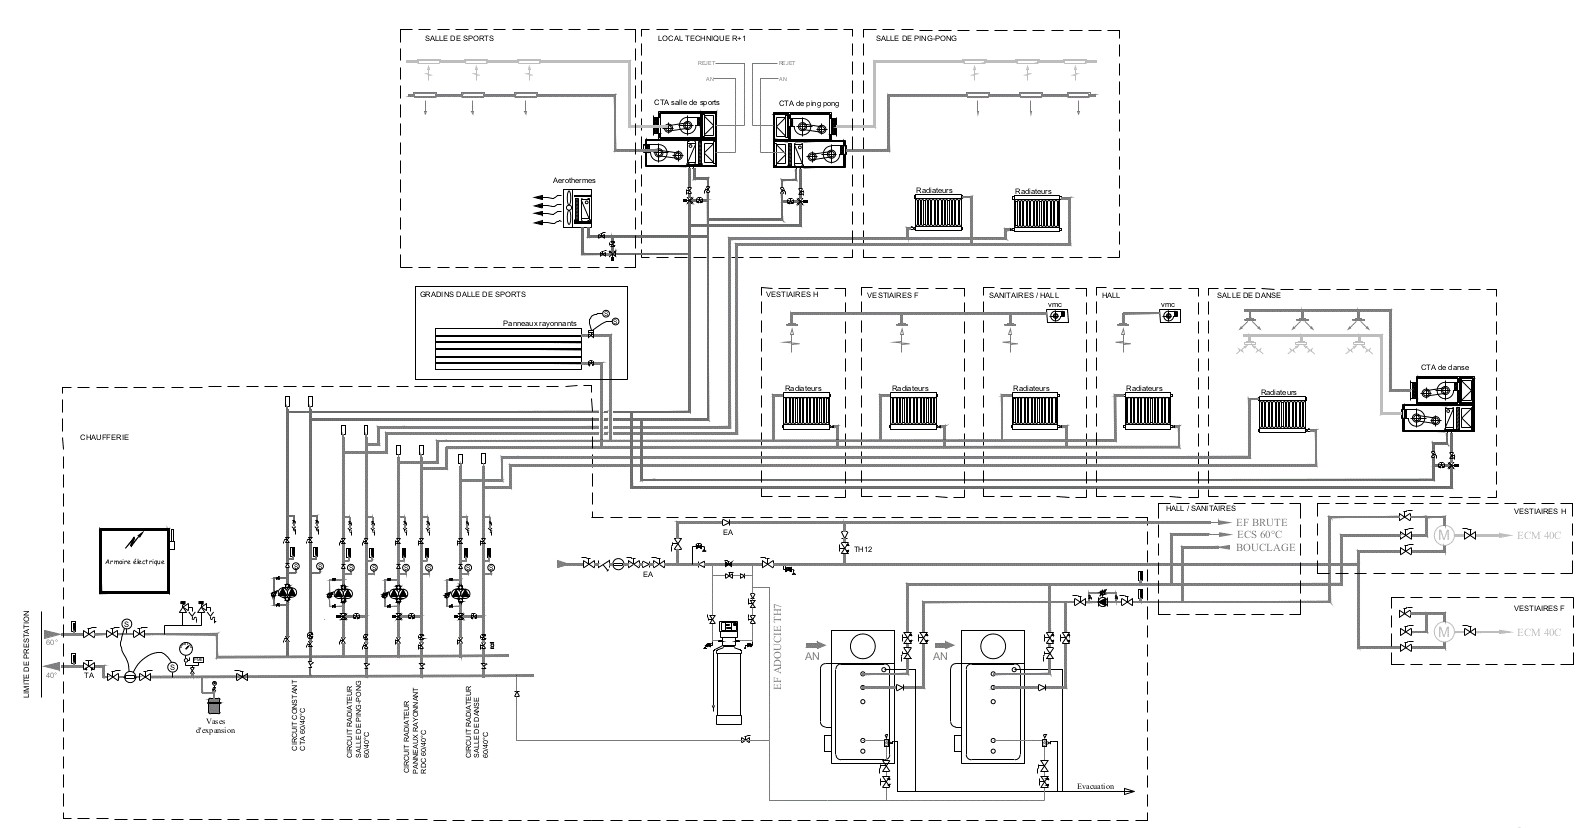 SALLE DE SPORTS
LOCAL TECHNIQUE R+1
SALLE DE PING-PONG
REJET
REJET
AN
AN
CTA salle de sports
CTA de ping pong
Aerothermes
Radiateurs
Radiateurs
GRADINS DALLE DE SPORTS
Panneaux rayonnants
S
S
VESTIAIRES H
VESTIAIRES F
SANITAIRES / HALL
HALL
SALLE DE DANSE
vmc
vmc
CTA de danse
Radiateurs
Radiateurs
Radiateurs
Radiateurs
Radiateurs
CHAUFFERIE
Armoire électrique
S
S
S
S
HALL / SANITAIRES
EF BRUTE
ECS 60°C
BOUCLAGE
VESTIAIRES H
M
ECM 40C
VESTIAIRES F
M
ECM 40C
EA
TH12
EA
EF ADOUCIE TH7
LIMITE DE PRESTATION
60°
40°
TA
S
S
Vases
d'expansion
CIRCUIT CONSTANT
CTA 60/40°C
CIRCUIT RADIATEUR
SALLE DE PING-PONG
60/40°C
CIRCUIT RADIATEUR
PANNEAUX RAYONNANT
RDC 60/40°C
CIRCUIT RADIATEUR
SALLE DE DANSE
60/40°C
AN
AN
Evacuation